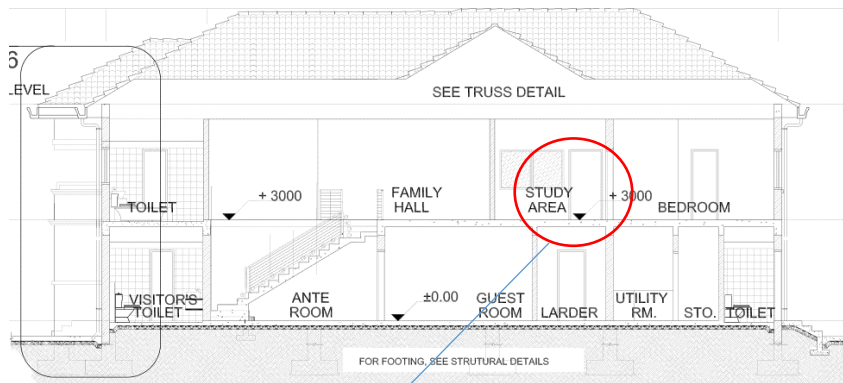 6
LEVEL
SEE TRUSS DETAIL
TOILET
+ 3000
FAMILY
HALL
STUDY
AREA
+ 3000
BEDROOM
VISITOR'S
TOILET
ANTE
ROOM
±0.00
GUEST
ROOM
LARDER
UTILITY
RM.
STO.
TOILET
FOR FOOTING, SEE STRUTURAL DETAILS